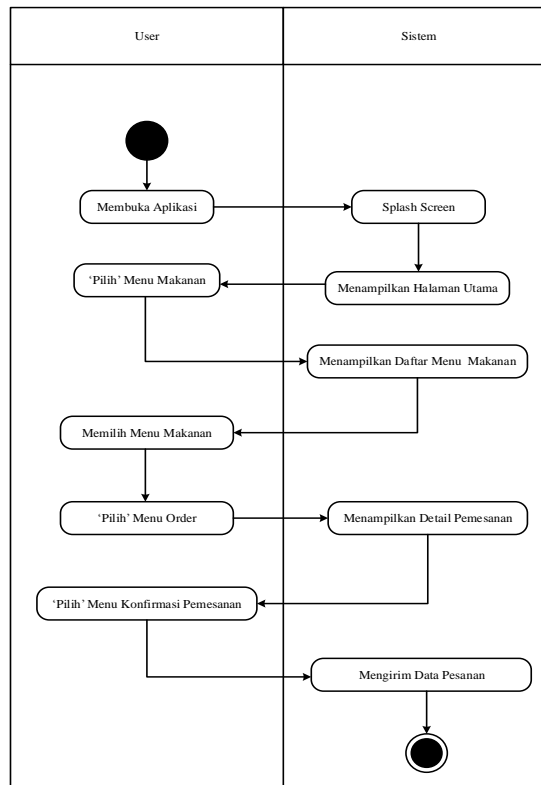 User
Sistem
Membuka Aplikasi
Splash Screen
Menampilkan Halaman Utama
‘Pilih’ Menu Makanan
Menampilkan Daftar Menu Makanan
Memilih Menu Makanan
‘Pilih’ Menu Order
Menampilkan Detail Pemesanan
‘Pilih’ Menu Konfirmasi Pemesanan
Mengirim Data Pesanan